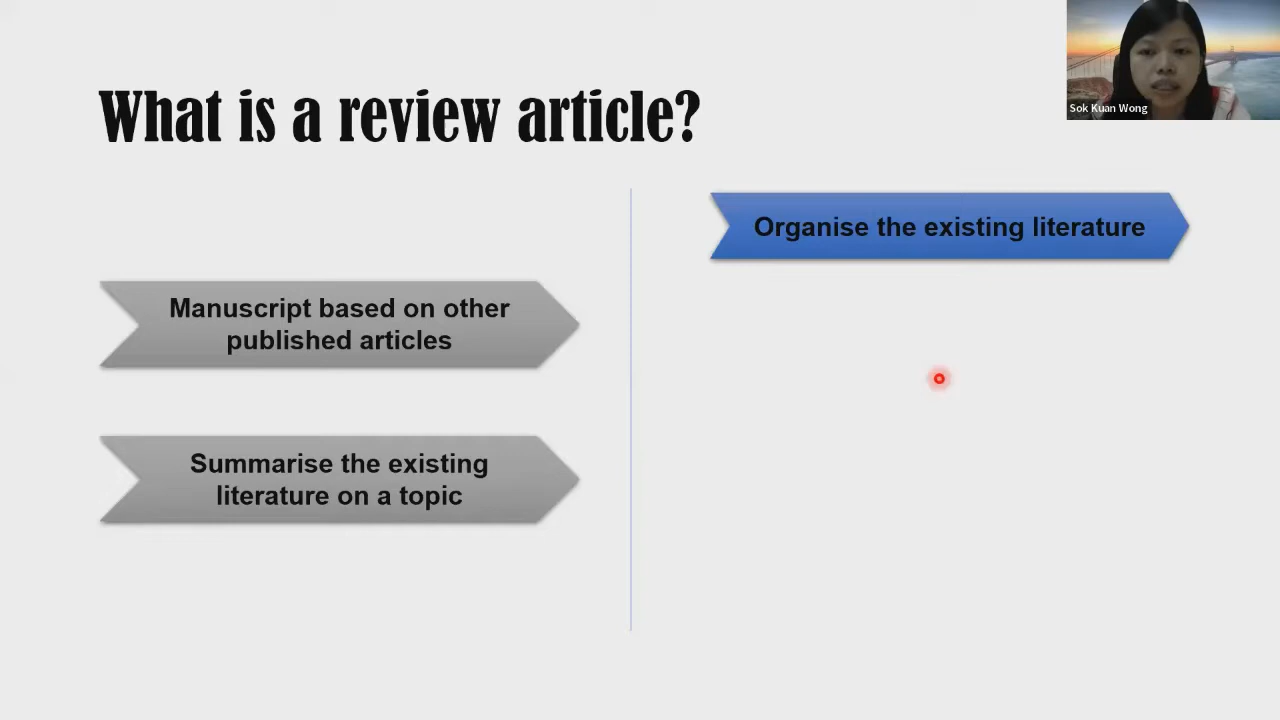 What is a review article?
Sok Kuan Wong
Manuscript based on other
published articles
Summarise the existing
literature on a topic
Organise the existing literature